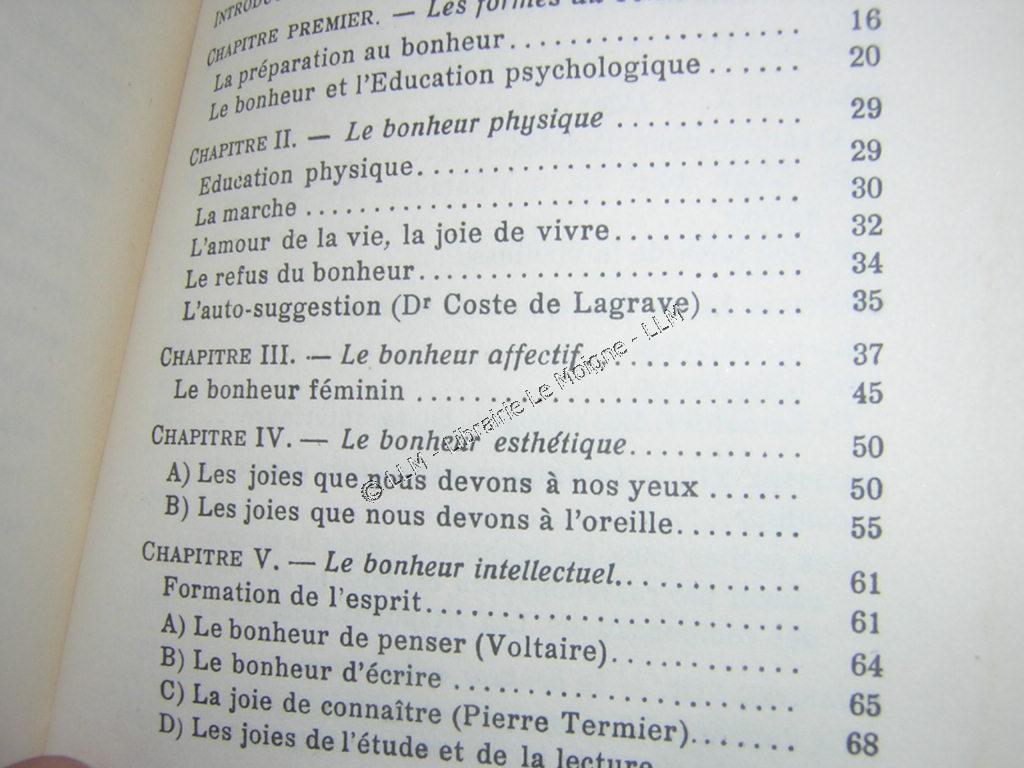 INTRODUC
CHAPITRE PREMIER. — Les formes
La préparation au bonheur.................... 16
Le bonheur et l'Education psychologique ...... 20
CHAPITRE II. — Le bonheur physique ............ 29
Education physique........................ 29
La marche .............................. 30
L'amour de la vie, la joie de vivre............ 32
Le refus du bonheur........................ 34
L'auto-suggestion (Dr Coste de Lagrave) ...... 35
CHAPITRE III. — Le bonheur affectif............. 37
Le bonheur féminin ........................ 45
CHAPITRE IV. — Le bonheur esthétique........... 50
A) Les joies que nous devons à nos yeux ...... 50
B) Les joies que nous devons à l'oreille........ 55
CHAPITRE V. — Le bonheur intellectuel............ 61
Formation de l'esprit........................ 61
A) Le bonheur de penser (Voltaire)............ 64
B) Le bonheur d'écrire ...................... 65
C) La joie de connaître (Pierre Termier)....... 68
D) Les joies de l'étude et de la lecture
© LLM - Librairie Le Moigne - LLM